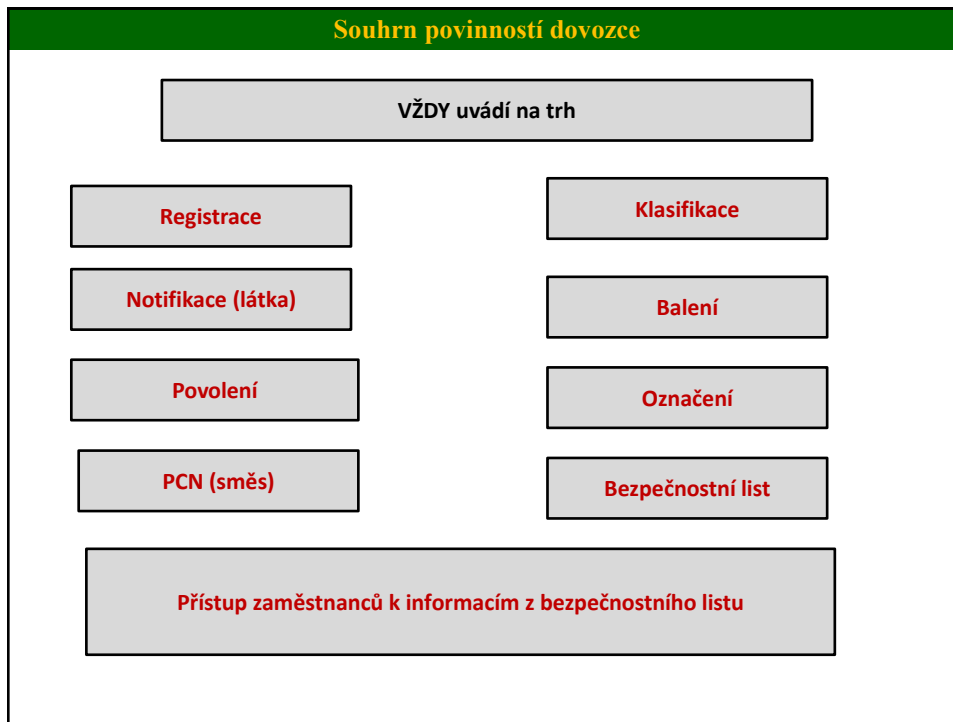 Souhrn povinností dovozce
VŽDY uvádí na trh
Registrace
Klasifikace
Notifikace (látka)
Balení
Povolení
Označení
PCN (směs)
Bezpečnostní list
Přístup zaměstnanců k informacím z bezpečnostního listu